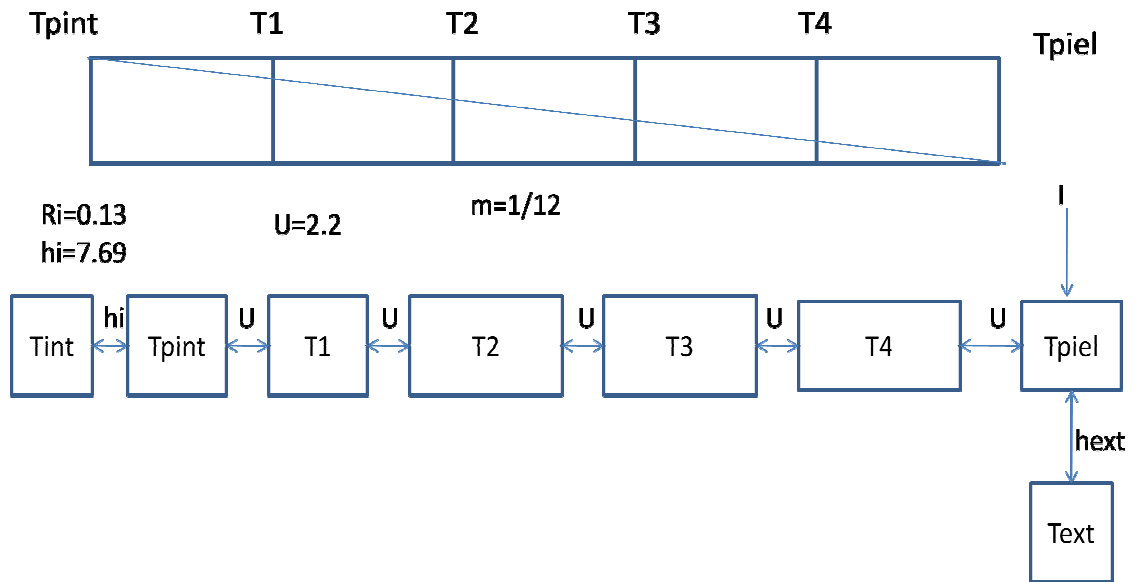 Tpint T1 T2 T3 T4 Tpiel
Ri=0.13
hi=7.69
U=2.2
m=1/12
I
hi U U U U U
Tint Tpint T1 T2 T3 T4 Tpiel
hext
Text